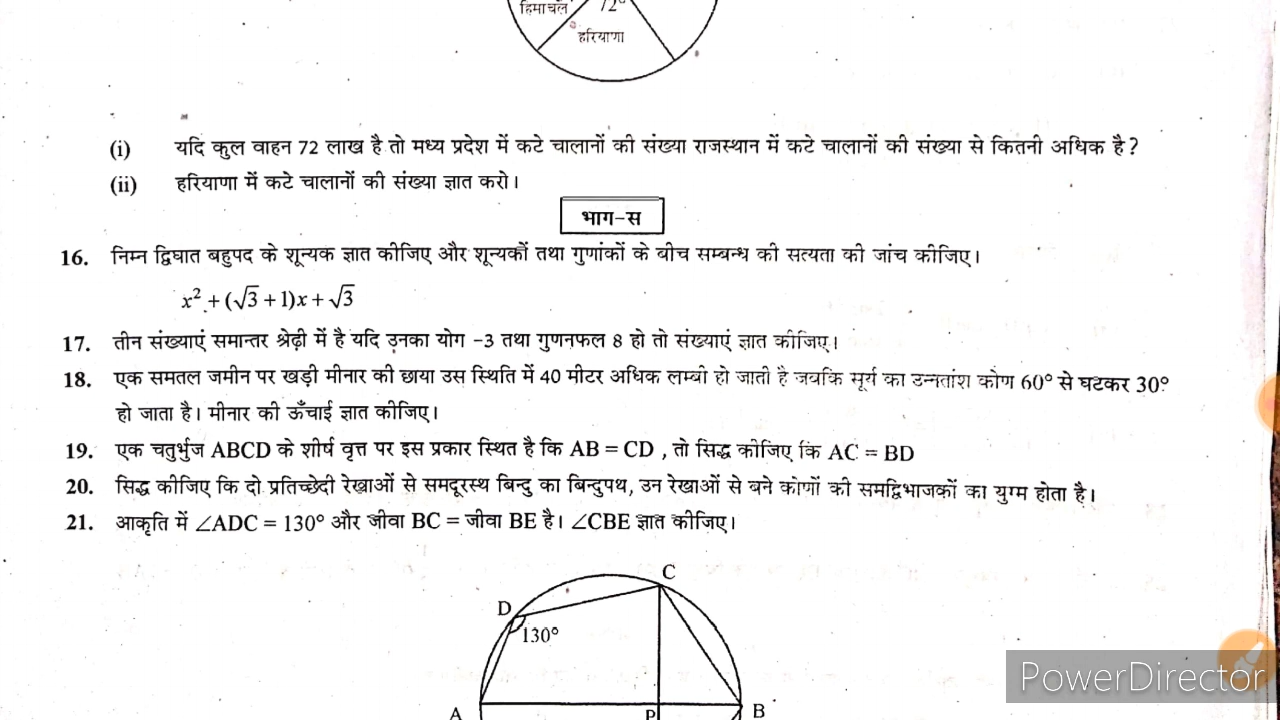 हिमाचल 72°
हरियाणा
(i) यदि कुल वाहन 72 लाख है तो मध्य प्रदेश में कटे चालानों की संख्या राजस्थान में कटे चालानों की संख्या से कितनी अधिक है?
(ii) हरियाणा में कटे चालानों की संख्या ज्ञात करो।
भाग-स
16. निम्न द्विघात बहुपद के शून्यक ज्ञात कीजिए और शून्यकों तथा गुणांकों के बीच सम्बन्ध की सत्यता की जांच कीजिए।
x² + (√3 + 1)x + √3
17. तीन संख्याएं समान्तर श्रेढ़ी में है यदि उनका योग -3 तथा गुणनफल 8 हो तो संख्याएं ज्ञात कीजिए।
18. एक समतल जमीन पर खड़ी मीनार की छाया उस स्थिति में 40 मीटर अधिक लम्बी हो जाती है जबकि सूर्य का उन्नतांश कोण 60° से घटकर 30°
हो जाता है। मीनार की ऊँचाई ज्ञात कीजिए।
19. एक चतुर्भुज ABCD के शीर्ष वृत्त पर इस प्रकार स्थित है कि AB = CD , तो सिद्ध कीजिए कि AC = BD
20. सिद्ध कीजिए कि दो प्रतिच्छेदी रेखाओं से समदूरस्थ बिन्दु का बिन्दुपथ, उन रेखाओं से बने कोणों की समद्विभाजकों का युग्म होता है।
21. आकृति में ∠ADC = 130° और जीवा BC = जीवा BE है। ∠CBE ज्ञात कीजिए।
C
D
130°
A P B
PowerDirector